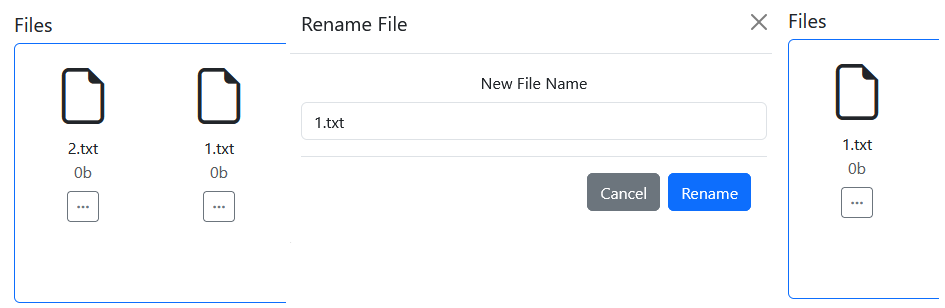 Files
2.txt 1.txt
0b 0b
... ...
Rename File
New File Name
1.txt
Cancel Rename
Files
1.txt
0b
...